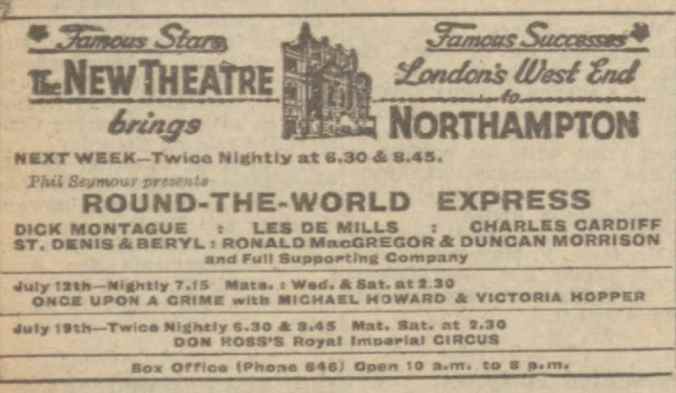 Famous Stars
Famous Successes
The NEW THEATRE
London's West End
to
brings
NORTHAMPTON
NEXT WEEK—Twice Nightly at 6.30 & 8.45.
Phil Seymour presents
ROUND-THE-WORLD EXPRESS
DICK MONTAGUE : LES DE MILLS : CHARLES CARDIFF
ST. DENIS & BERYL : RONALD MacGREGOR & DUNCAN MORRISON
and Full Supporting Company
July 12th—Nightly 7.15 Mats. : Wed. & Sat. at 2.30
ONCE UPON A CRIME with MICHAEL HOWARD & VICTORIA HOPPER
July 19th—Twice Nightly 6.30 & 8.45 Mat. Sat. at 2.30
DON ROSS'S Royal Imperial CIRCUS
Box Office (Phone 646) Open 10 a.m. to 8 p.m.